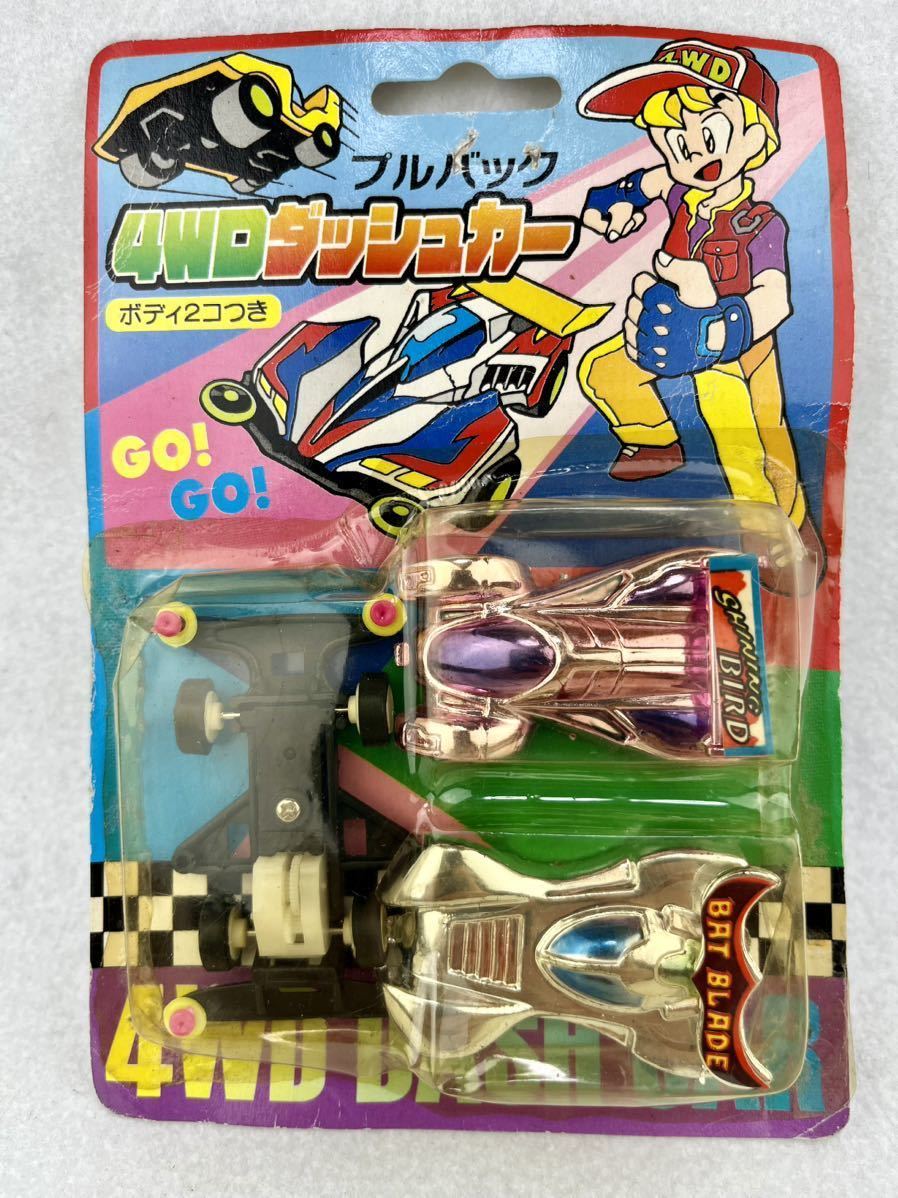 4WD
プルバック
4WDダッシュカー
ボディ2コつき
GO!
GO!
SHINING
BIRD
BAT BLADE
4WD DASH CAR